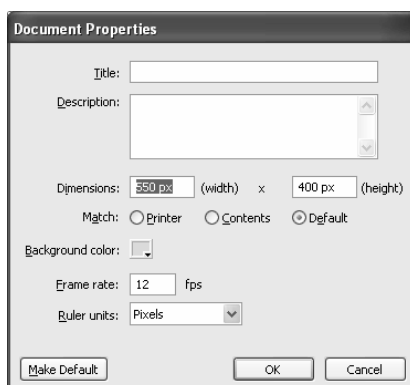 Document Properties
Title:
Description:
Dimensions: 550 px (width) x 400 px (height)
Match: Printer Contents Default
Background color:
Frame rate: 12 fps
Ruler units: Pixels
Make Default OK Cancel